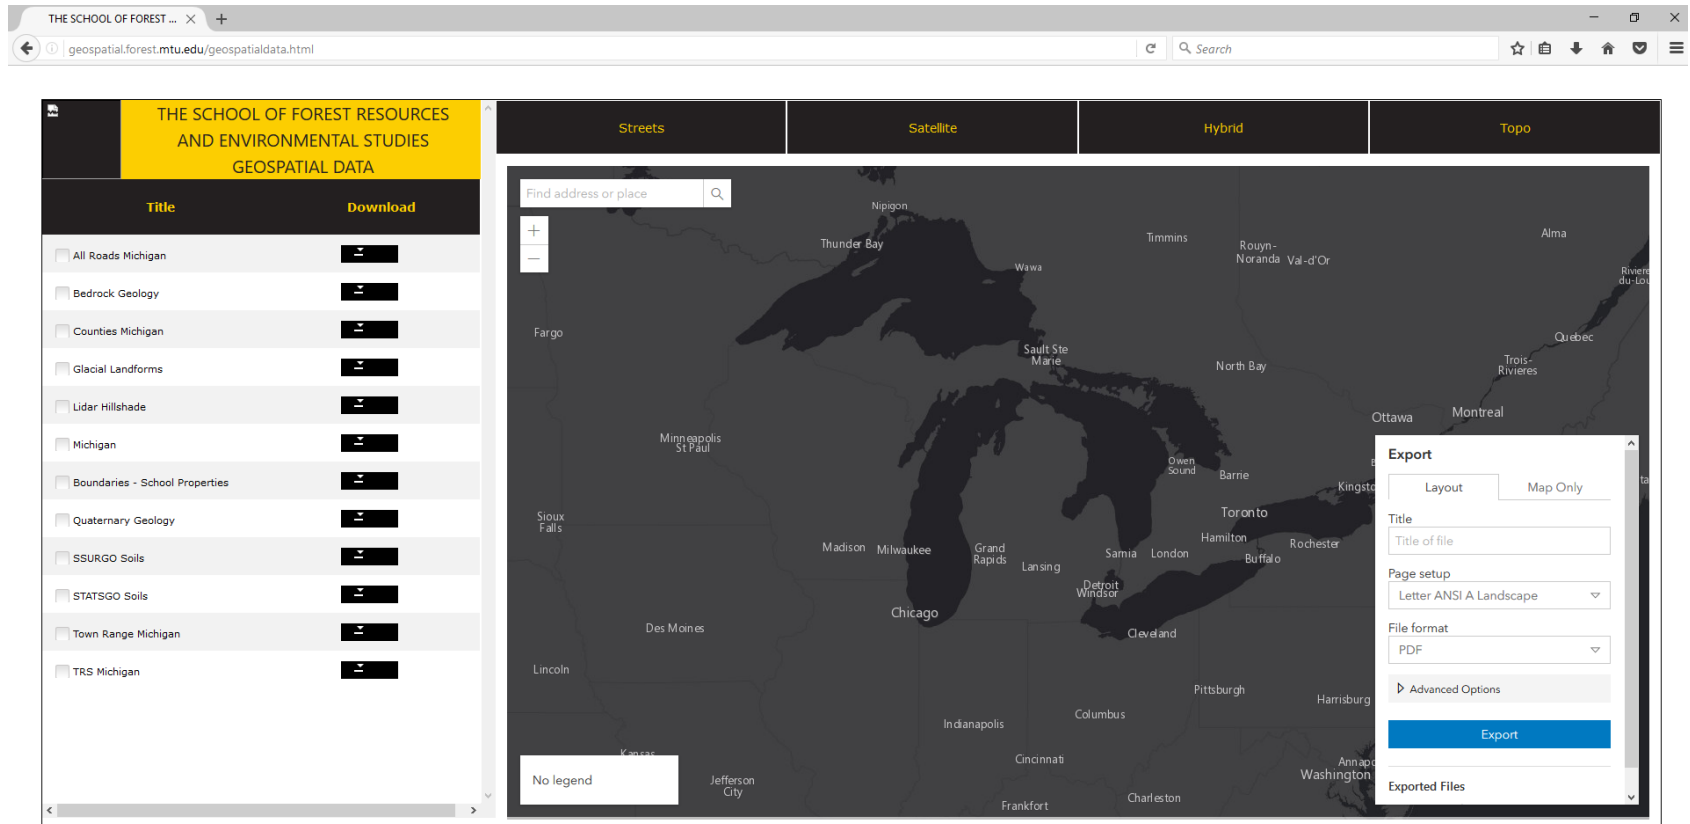 THE SCHOOL OF FOREST ...
geospatial.forest.mtu.edu/geospatialdata.html
Search
THE SCHOOL OF FOREST RESOURCES
AND ENVIRONMENTAL STUDIES
GEOSPATIAL DATA
Title Download
All Roads Michigan
Bedrock Geology
Counties Michigan
Glacial Landforms
Lidar Hillshade
Michigan
Boundaries - School Properties
Quaternary Geology
SSURGO Soils
STATSGO Soils
Town Range Michigan
TRS Michigan
Streets Satellite Hybrid Topo
Find address or place
Nipigon
Thunder Bay
Timmins
Rouyn-
Noranda
Val-d'Or
Alma
Wawa
Riviere
du-Lou
Fargo
Sault Ste
Marie
North Bay
Quebec
Trois-
Rivieres
Ottawa
Montreal
Minneapolis
St Paul
Owen
Sound
Barrie
Kingsto
Sioux
Falls
Toronto
Hamilton
Rochester
Madison
Milwaukee
Grand
Rapids
Lansing
Sarnia
London
Buffalo
Detroit
Windsor
Chicago
Des Moines
Cleveland
Lincoln
Pittsburgh
Harrisburg
Indianapolis
Columbus
Kansas
Cincinnati
Annapo
Washington
Jefferson
City
Frankfort
Charleston
No legend
Export
Layout Map Only
Title
Title of file
Page setup
Letter ANSI A Landscape
File format
PDF
Advanced Options
Export
Exported Files